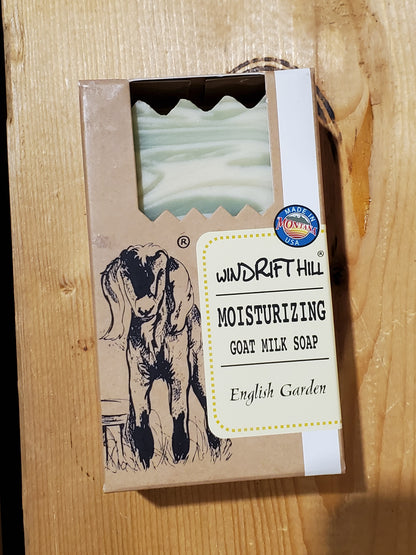 MADE IN
MONTANA
USA
®
WINDRIFT HILL®
MOISTURIZING
GOAT MILK SOAP
English Garden